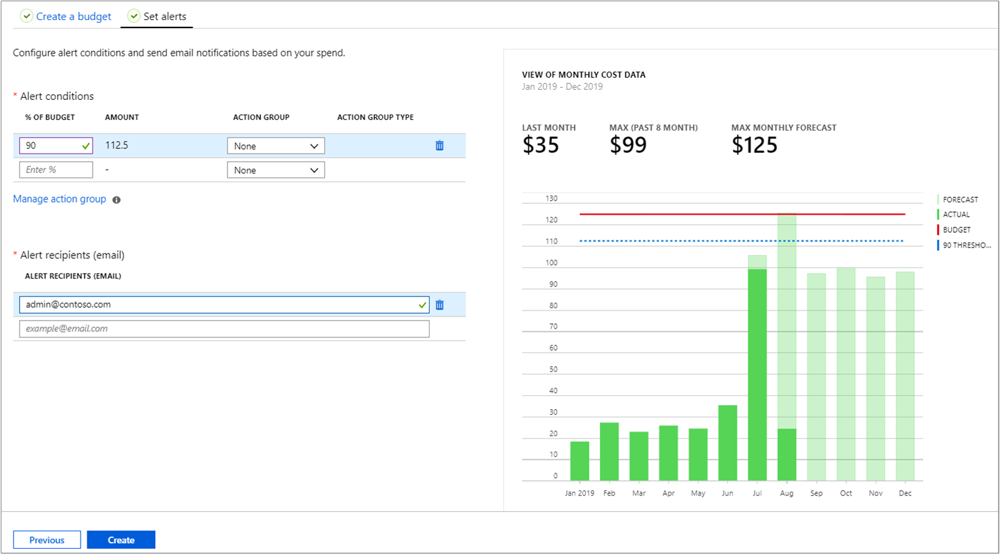 Create a budget
Set alerts
Configure alert conditions and send email notifications based on your spend.
* Alert conditions
% OF BUDGET AMOUNT ACTION GROUP ACTION GROUP TYPE
90 112.5 None
Enter % - None
Manage action group
* Alert recipients (email)
ALERT RECIPIENTS (EMAIL)
admin@contoso.com
example@email.com
VIEW OF MONTHLY COST DATA
Jan 2019 - Dec 2019
LAST MONTH MAX (PAST 8 MONTH) MAX MONTHLY FORECAST
$35 $99 $125
130
120
110
100
90
80
70
60
50
40
30
20
10
0
Jan 2019 Feb Mar Apr May Jun Jul Aug Sep Oct Nov Dec
FORECAST
ACTUAL
BUDGET
90 THRESHO...
Previous Create